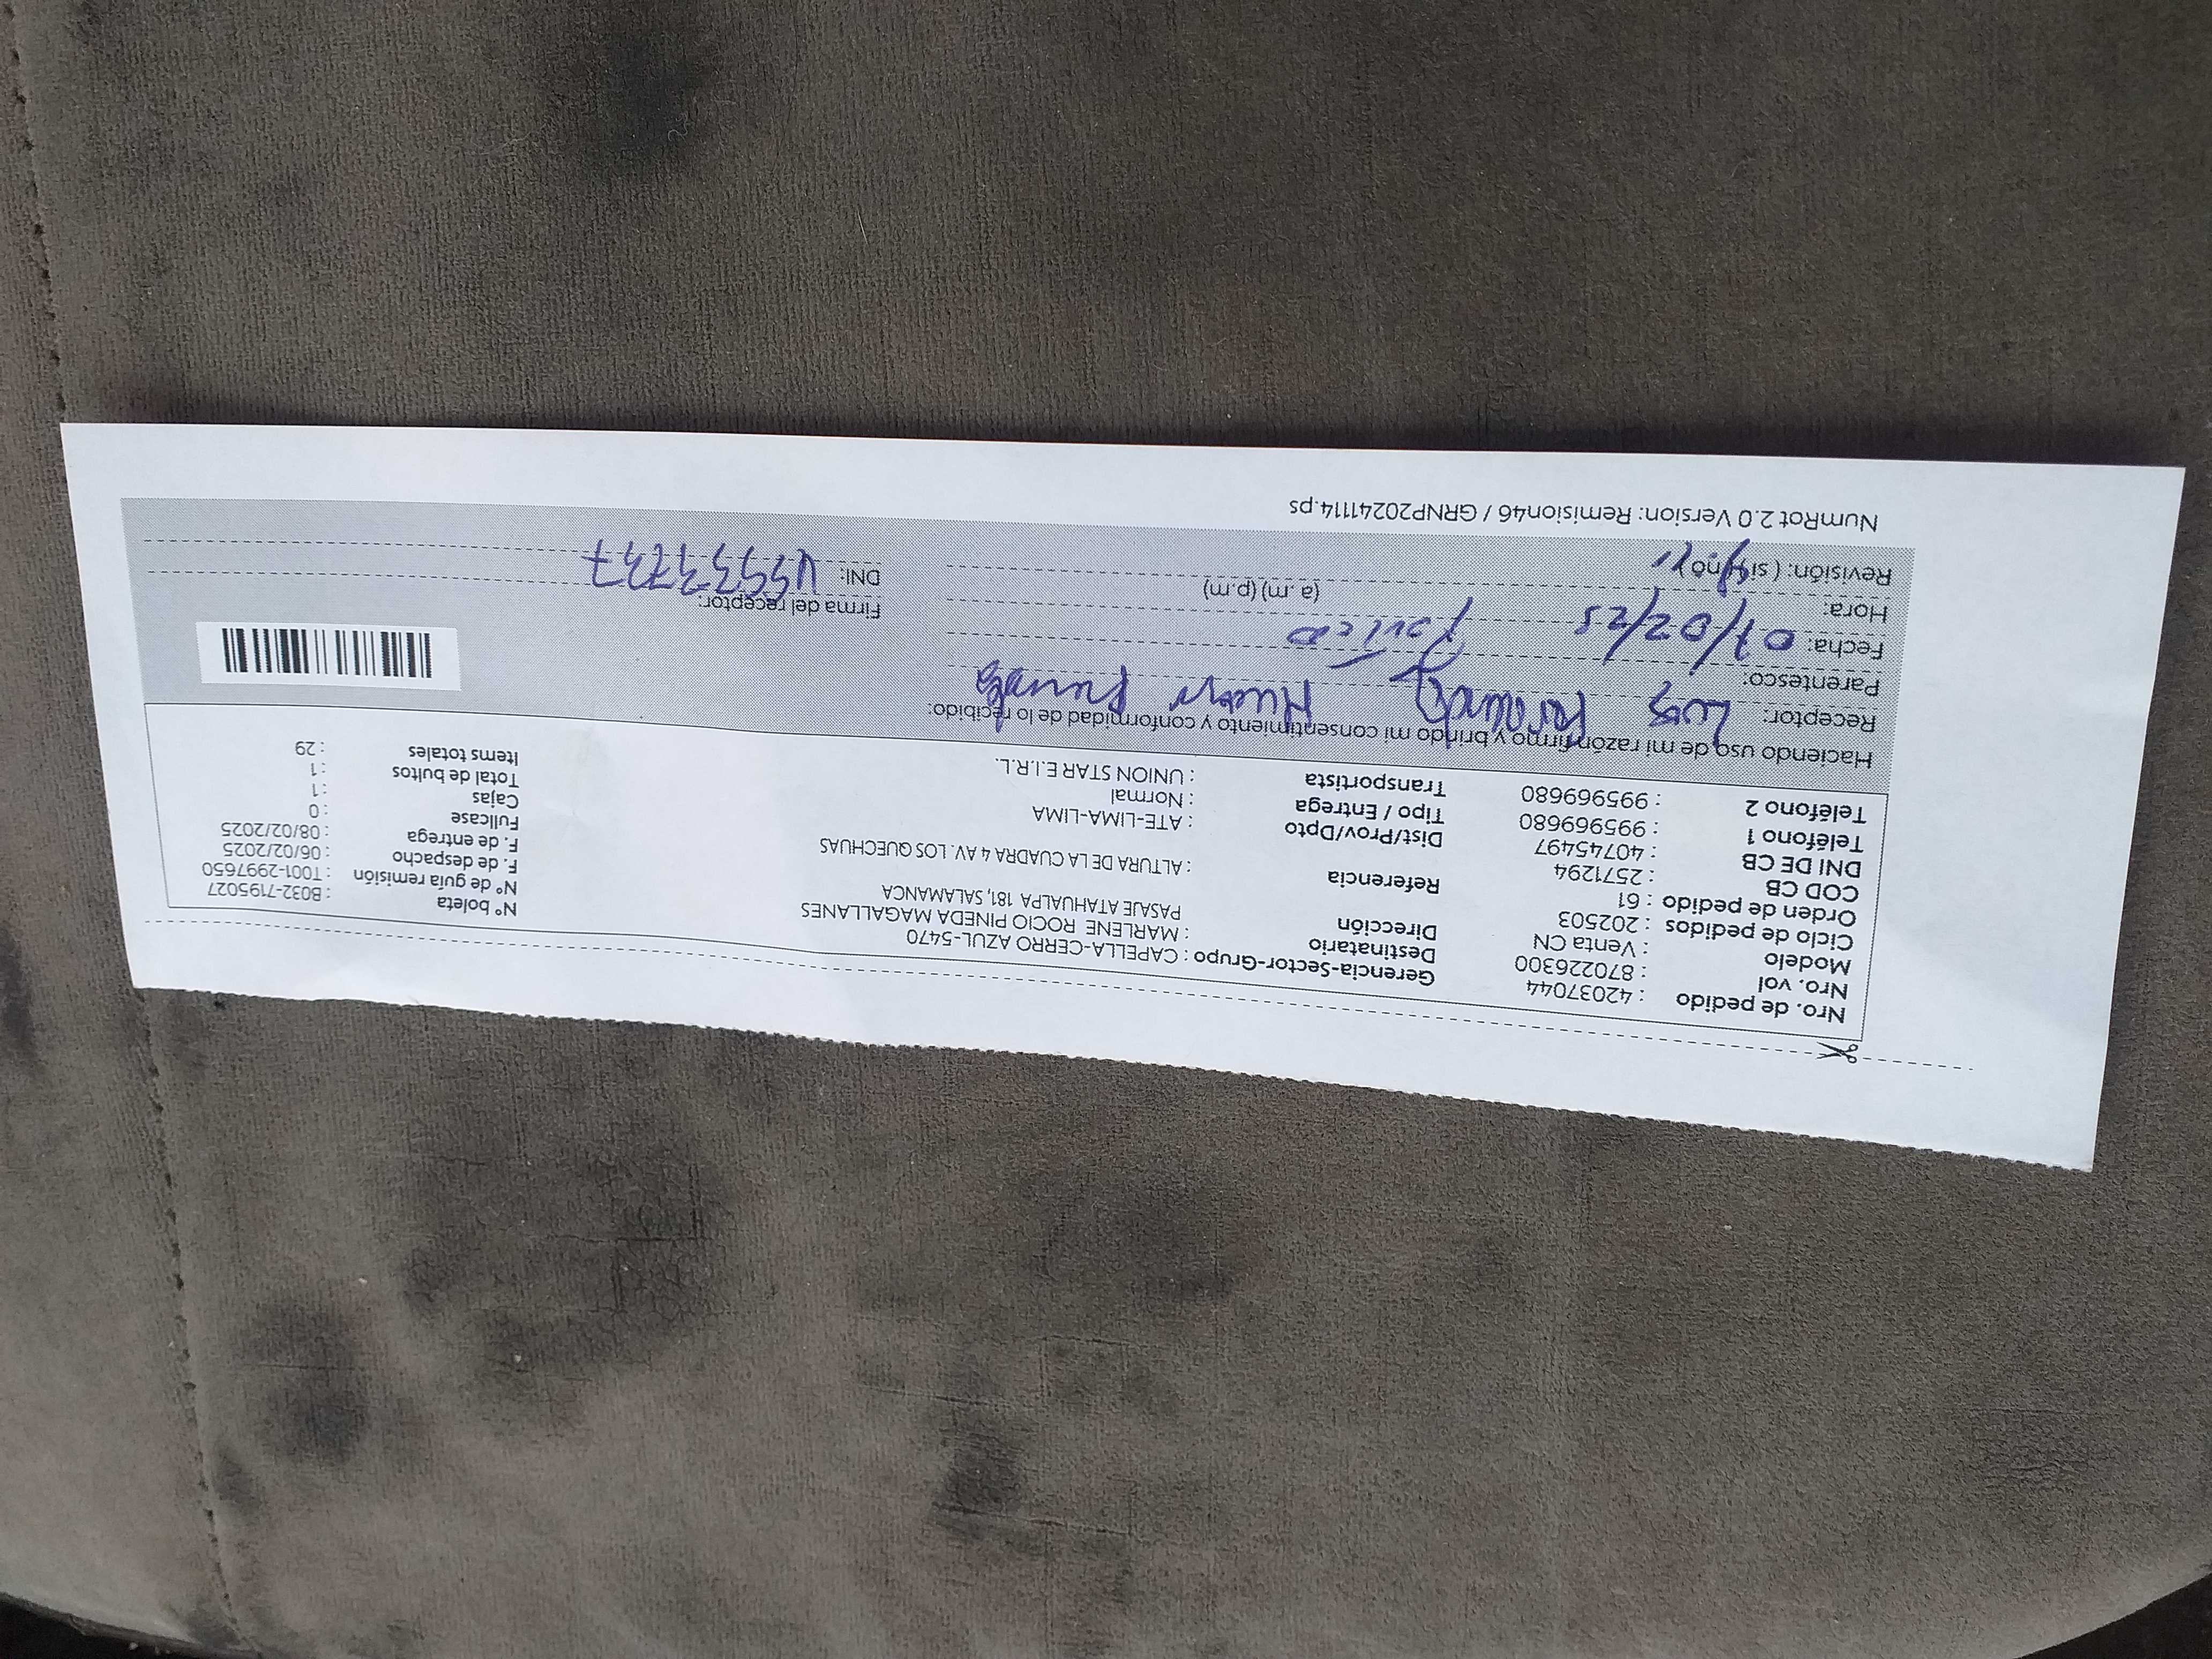 Nro. de pedido : 42037044
Nro. vol : 870226300
Modelo : Venta CN
Ciclo de pedidos : 202503
Orden de pedido : 61
COD CB : 2571294
DNI DE CB : 40745497
Teléfono 1 : 995969680
Teléfono 2 : 995969680
Gerencia-Sector-Grupo : CAPELLA-CERRO AZUL-5470
Destinatario : MARLENE ROCIO PINEDA MAGALLANES
Dirección PASAJE ATAHUALPA 181, SALAMANCA
Referencia : ALTURA DE LA CUADRA 4 AV. LOS QUECHUAS
Dist/Prov/Dpto : ATE-LIMA-LIMA
Tipo / Entrega : Normal
Transportista : UNION STAR E.I.R.L.
N° boleta : B032-7195027
N° de guía remisión : T001-2997650
F. de despacho : 06/02/2025
F. de entrega : 08/02/2025
Fullcase : 0
Cajas : 1
Total de bultos : 1
Items totales : 29
Haciendo uso de mi razón firmo y brindo mi consentimiento y conformidad de lo recibido:
Receptor: Luz
Parentesco:
Fecha: 07/02/25
Hora: (a .m) (p.m)
Revisión: ( si / no )
Firma del receptor:
DNI:
NumRot 2.0 Version: Remision46 / GRNP20241114.ps